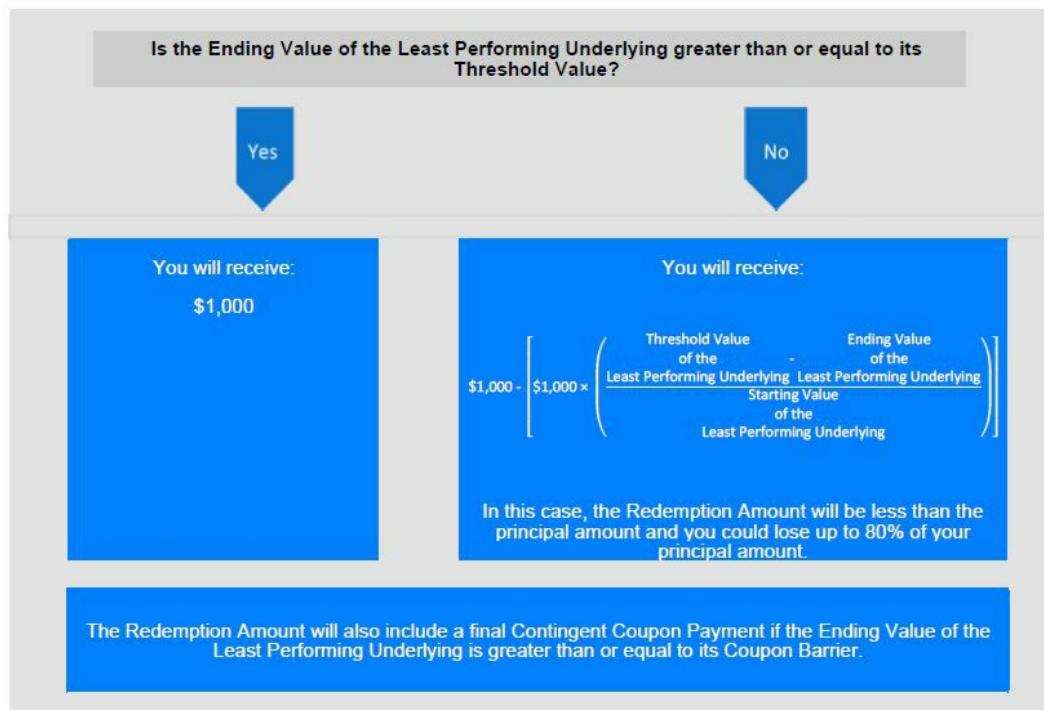 Is the Ending Value of the Least Performing Underlying greater than or equal to its
Threshold Value?
Yes
No
You will receive:
$1,000
You will receive:
Threshold Value Ending Value
of the - of the
Least Performing Underlying Least Performing Underlying
$1,000 - [$1,000 × (
Starting Value
of the
Least Performing Underlying
)]
In this case, the Redemption Amount will be less than the
principal amount and you could lose up to 80% of your
principal amount.
The Redemption Amount will also include a final Contingent Coupon Payment if the Ending Value of the
Least Performing Underlying is greater than or equal to its Coupon Barrier.